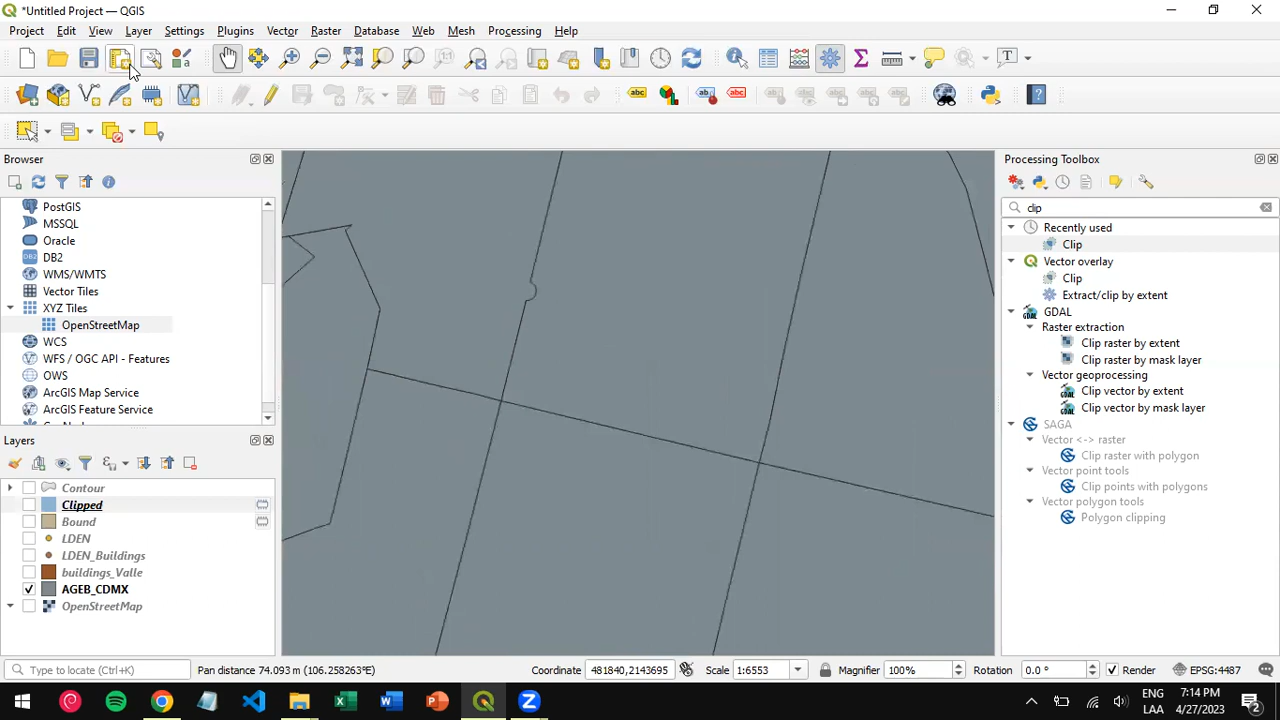 *Untitled Project — QGIS
Project Edit View Layer Settings Plugins Vector Raster Database Web Mesh Processing Help
Browser
PostGIS
MSSQL
Oracle
DB2
WMS/WMTS
Vector Tiles
XYZ Tiles
OpenStreetMap
WCS
WFS / OGC API - Features
OWS
ArcGIS Map Service
ArcGIS Feature Service
Layers
Contour
Clipped
Bound
LDEN
LDEN_Buildings
buildings_Valle
AGEB_CDMX
OpenStreetMap
Processing Toolbox
clip
Recently used
Clip
Vector overlay
Clip
Extract/clip by extent
GDAL
Raster extraction
Clip raster by extent
Clip raster by mask layer
Vector geoprocessing
Clip vector by extent
Clip vector by mask layer
SAGA
Vector <-> raster
Clip raster with polygon
Vector point tools
Clip points with polygons
Vector polygon tools
Polygon clipping
Type to locate (Ctrl+K) Pan distance 74.093 m (106.258263°E) Coordinate 481840,2143695 Scale 1:6553 Magnifier 100% Rotation 0.0 ° Render EPSG:4487
ENG 7:14 PM
LAA 4/27/2023